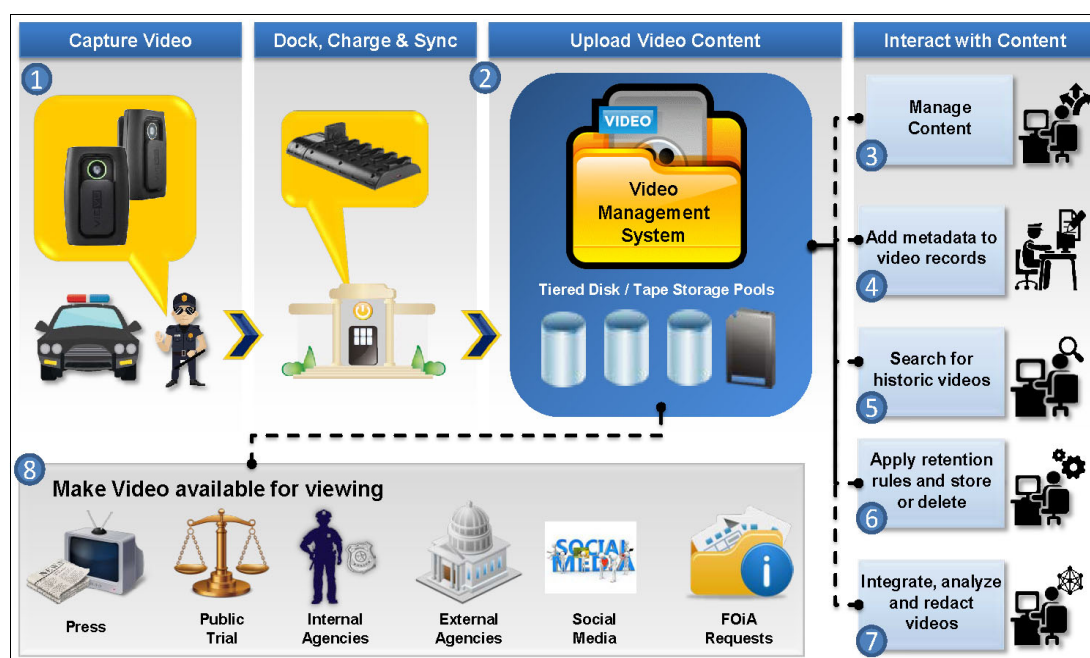 Capture Video
Dock, Charge & Sync
Upload Video Content
Interact with Content
1
2
VIDEO
Video
Management
System
Tiered Disk / Tape Storage Pools
Manage
Content
3
Add metadata to
video records
4
Search for
historic videos
5
Apply retention
rules and store
or delete
6
Integrate, analyze
and redact
videos
7
8
Make Video available for viewing
NEWS
SOCIAL
MEDIA
i
Press
Public
Trial
Internal
Agencies
External
Agencies
Social
Media
FOiA
Requests